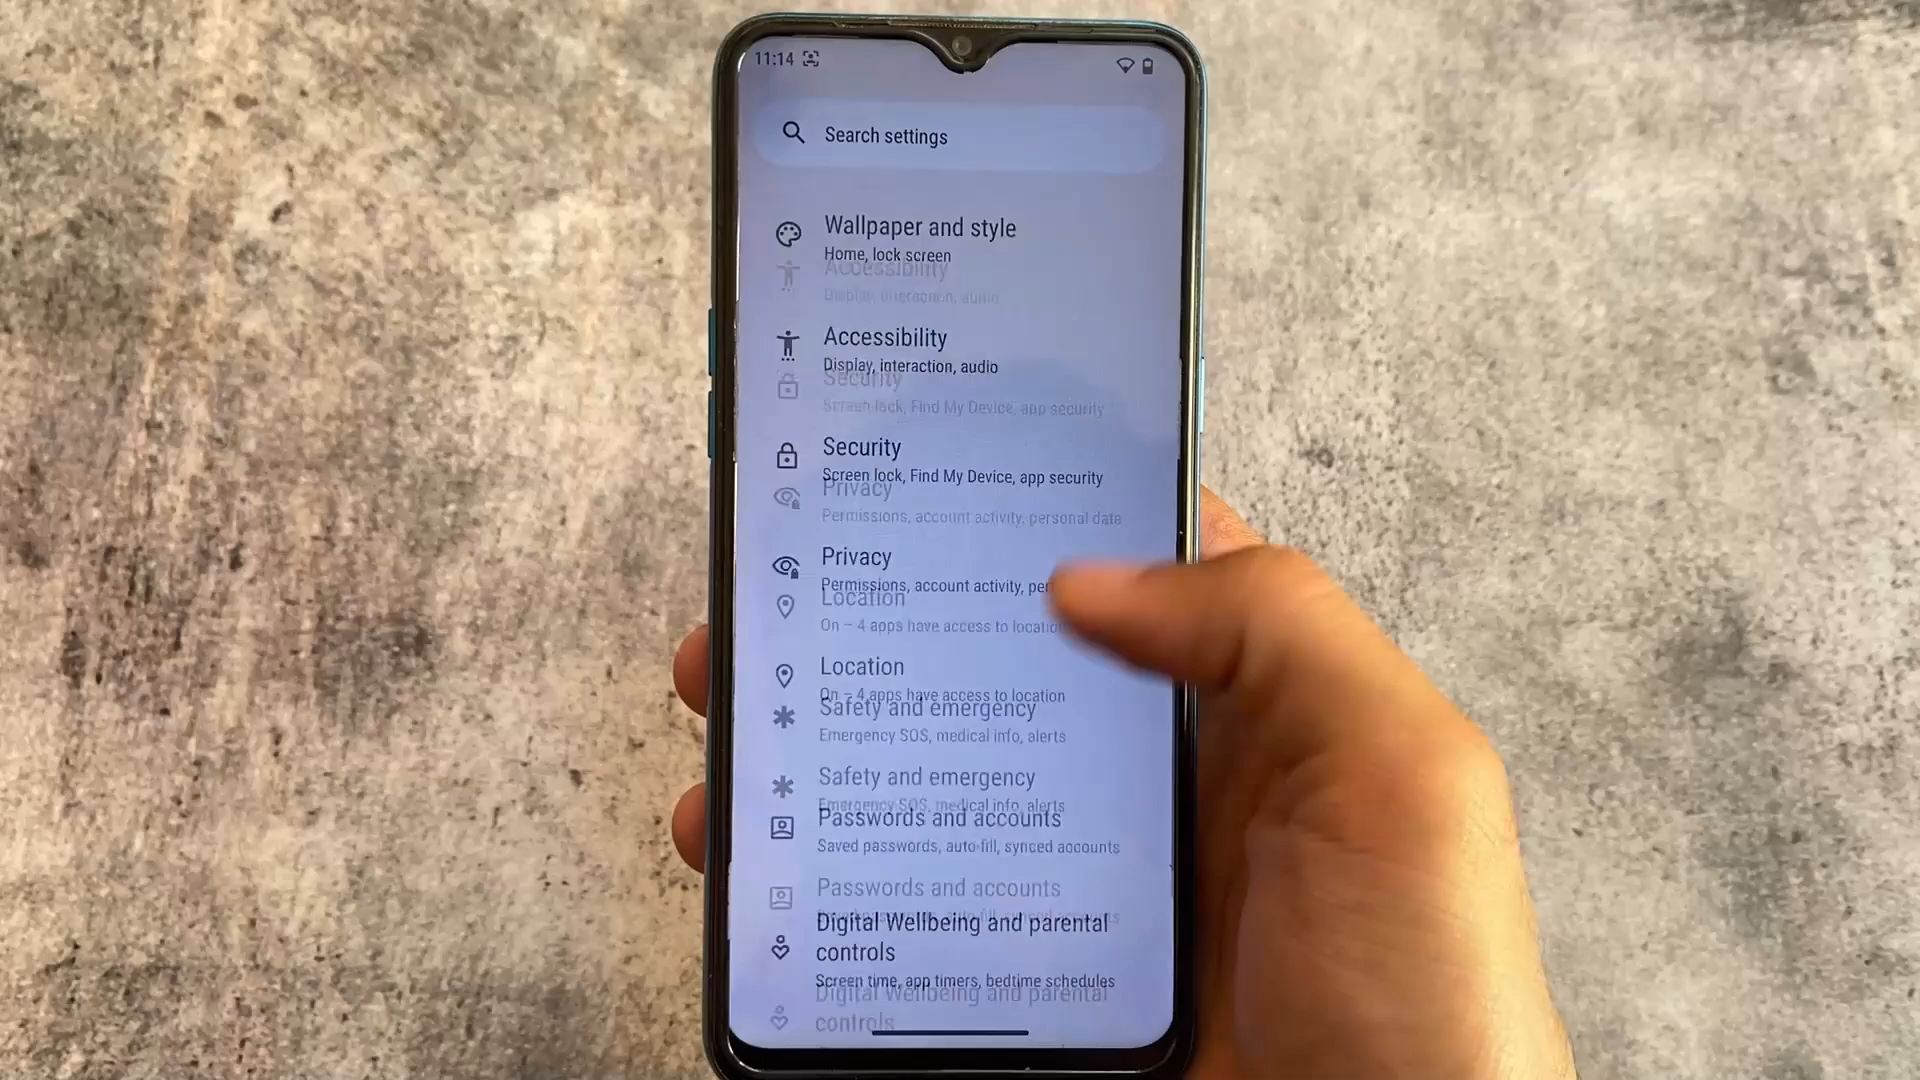 11:14
Search settings
Wallpaper and style
Home, lock screen
Accessibility
Display, interaction, audio
Accessibility
Display, interaction, audio
Security
Screen lock, Find My Device, app security
Security
Screen lock, Find My Device, app security
Privacy
Permissions, account activity, personal data
Privacy
Permissions, account activity, per
Location
On – 4 apps have access to location
Location
On – 4 apps have access to location
Safety and emergency
Emergency SOS, medical info, alerts
Safety and emergency
Emergency SOS, medical info, alerts
Passwords and accounts
Saved passwords, auto-fill, synced accounts
Passwords and accounts
auto-fill, synced accounts
Digital Wellbeing and parental
controls
Screen time, app timers, bedtime schedules
Digital Wellbeing and parental
controls